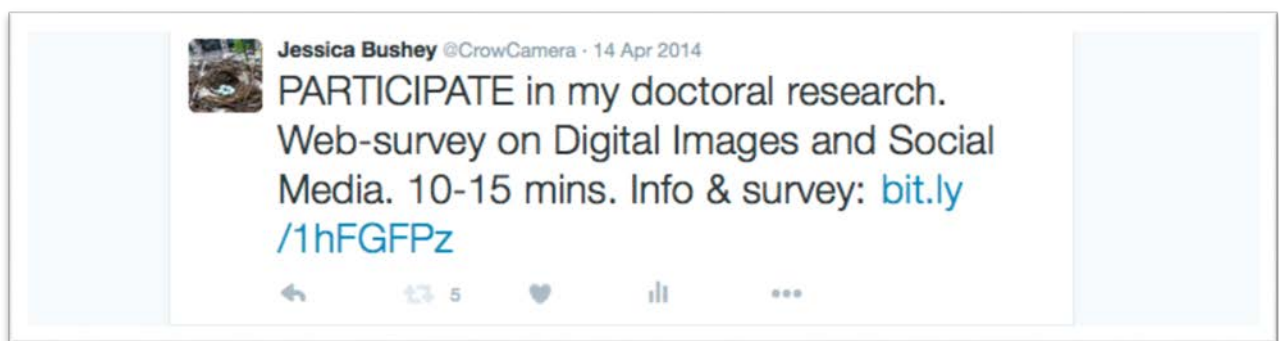 Jessica Bushey @CrowCamera · 14 Apr 2014
PARTICIPATE in my doctoral research.
Web-survey on Digital Images and Social
Media. 10-15 mins. Info & survey: bit.ly
/1hFGFPz
5